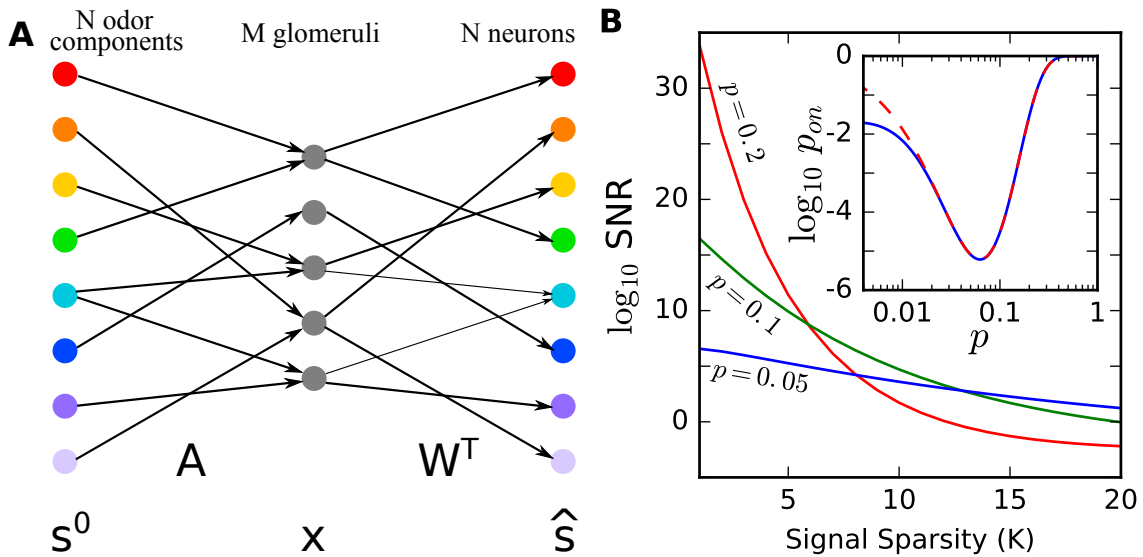 A
N odor
components
M glomeruli
N neurons
A
W^T
s^0
x
ŝ
B
log10 SNR
30
20
10
0
5
10
15
20
Signal Sparsity (K)
p=0.2
p=0.1
p=0.05
log10 p_on
0
-2
-4
-6
0.01
0.1
1
p